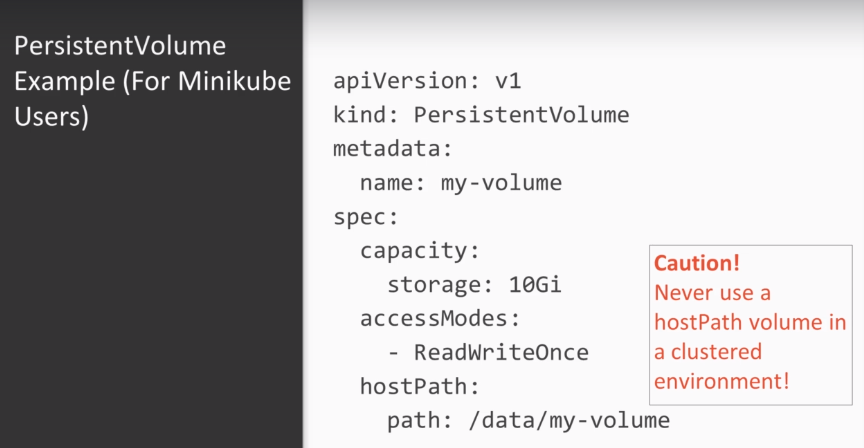 PersistentVolume
Example (For Minikube
Users)
apiVersion: v1
kind: PersistentVolume
metadata:
  name: my-volume
spec:
  capacity:
    storage: 10Gi
  accessModes:
    - ReadWriteOnce
  hostPath:
    path: /data/my-volume
Caution!
Never use a
hostPath volume in
a clustered
environment!